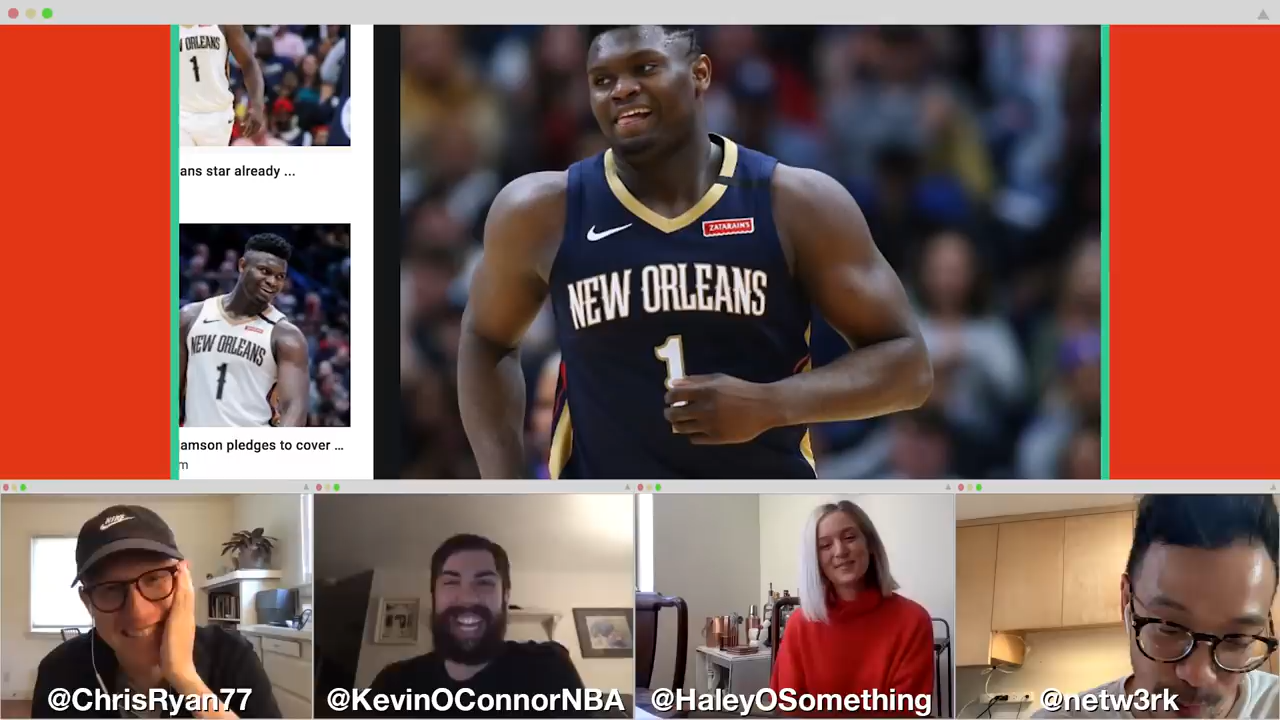 ORLEANS
1
ans star already ...
NEW ORLEANS
1
amson pledges to cover ...
m
ZATARAIN'S
NEW ORLEANS
1
NIKE
@ChrisRyan77
@KevinOConnorNBA
@HaleyOSomething
@netw3rk